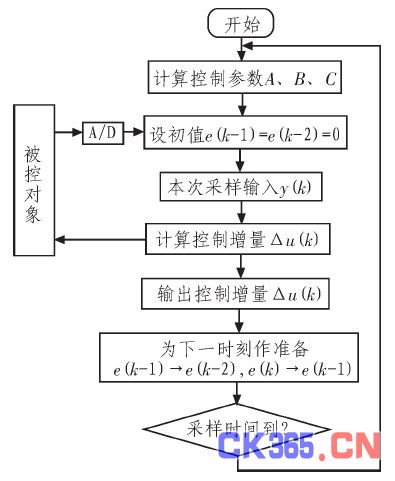 开始
计算控制参数A、B、C
A/D
设初值e(k-1)=e(k-2)=0
被控对象
本次采样输入y(k)
计算控制增量Δu(k)
输出控制增量Δu(k)
为下一时刻作准备
e(k-1)→e(k-2),e(k)→e(k-1)
采样时间到?
CK365.CN